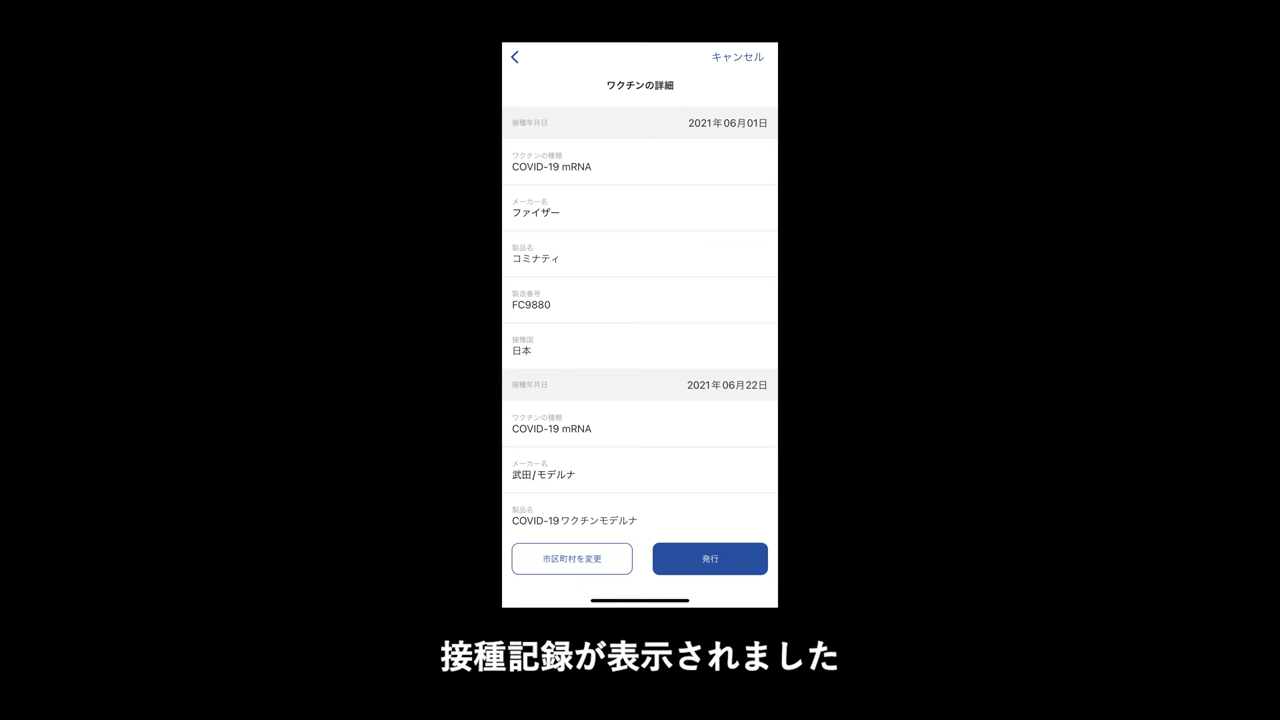 キャンセル
ワクチンの詳細
接種年月日 2021年06月01日
ワクチンの種類
COVID-19 mRNA
メーカー名
ファイザー
製品名
コミナティ
製造番号
FC9880
接種国
日本
接種年月日 2021年06月22日
ワクチンの種類
COVID-19 mRNA
メーカー名
武田/モデルナ
製品名
COVID-19ワクチンモデルナ
市区町村を変更 発行
接種記録が表示されました